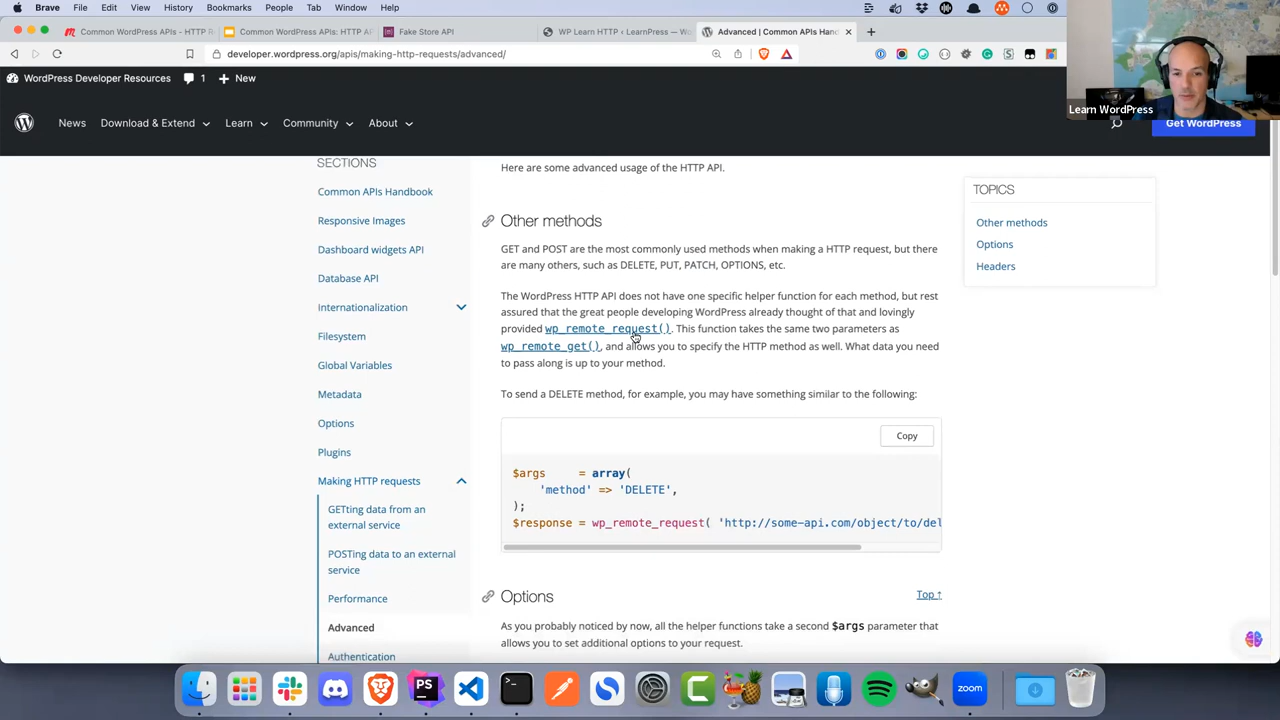 Brave File Edit View History Bookmarks People Tab Window Help
Common WordPress APIs - HTTP R
Common WordPress APIs: HTTP AP
Fake Store API
WP Learn HTTP ‹ LearnPress — Wo
Advanced | Common APIs Hand
developer.wordpress.org/apis/making-http-requests/advanced/
WordPress Developer Resources 1 New
Learn WordPress
News Download & Extend Learn Community About Get WordPress
SECTIONS
Common APIs Handbook
Responsive Images
Dashboard widgets API
Database API
Internationalization
Filesystem
Global Variables
Metadata
Options
Plugins
Making HTTP requests
GETting data from an
external service
POSTing data to an external
service
Performance
Advanced
Authentication
Here are some advanced usage of the HTTP API.
Other methods
GET and POST are the most commonly used methods when making a HTTP request, but there
are many others, such as DELETE, PUT, PATCH, OPTIONS, etc.
The WordPress HTTP API does not have one specific helper function for each method, but rest
assured that the great people developing WordPress already thought of that and lovingly
provided wp_remote_request(). This function takes the same two parameters as
wp_remote_get(), and allows you to specify the HTTP method as well. What data you need
to pass along is up to your method.
To send a DELETE method, for example, you may have something similar to the following:
Copy
$args = array(
'method' => 'DELETE',
);
$response = wp_remote_request( 'http://some-api.com/object/to/del
Options
Top ↑
As you probably noticed by now, all the helper functions take a second $args parameter that
allows you to set additional options to your request.
TOPICS
Other methods
Options
Headers
PS
zoom